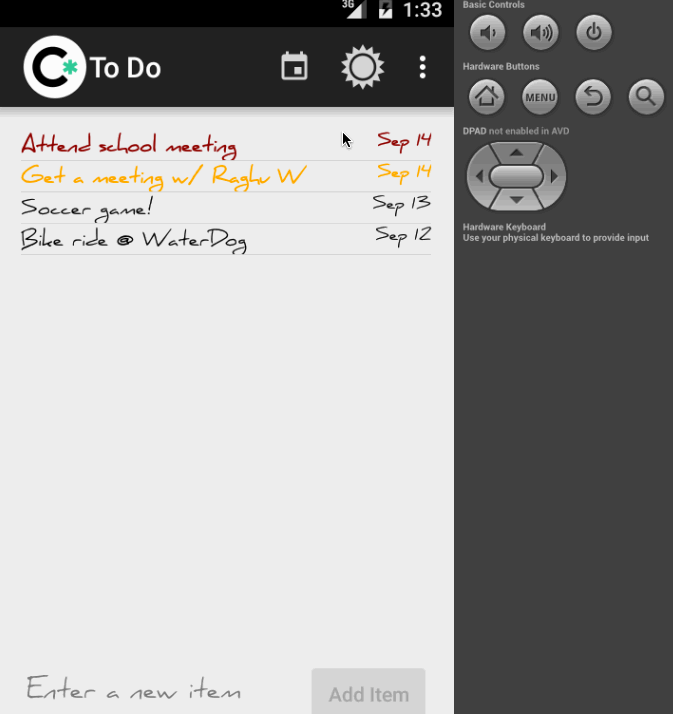 3G 1:33
C* To Do
Attend school meeting Sep 14
Get a meeting w/ Raghu W Sep 14
Soccer game! Sep 13
Bike ride @ WaterDog Sep 12
Enter a new item Add Item
Basic Controls
Hardware Buttons
MENU
DPAD not enabled in AVD
Hardware Keyboard
Use your physical keyboard to provide input